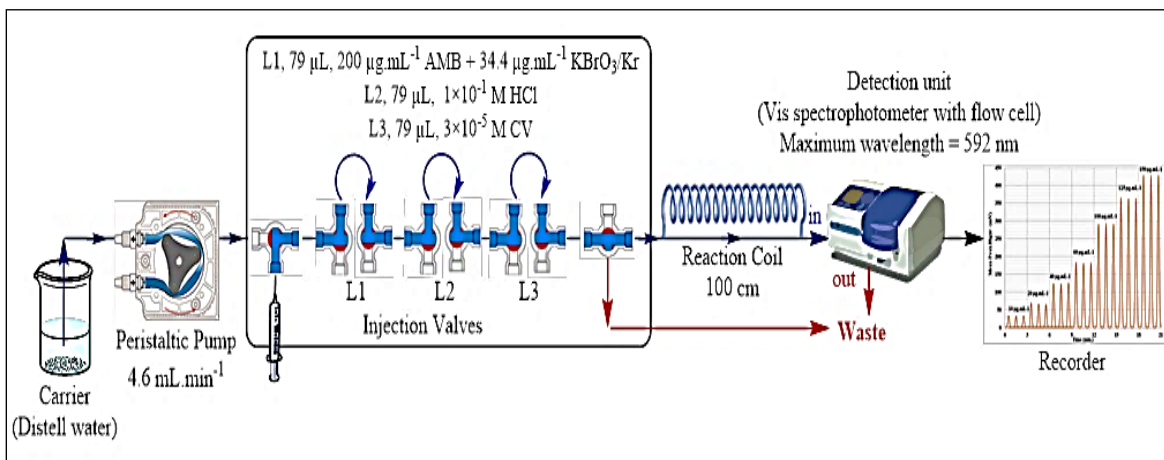 L1, 79 µL, 200 µg.mL⁻¹ AMB + 34.4 µg.mL⁻¹ KBrO₃/Kr
L2, 79 µL, 1×10⁻¹ M HCl
L3, 79 µL, 3×10⁻⁵ M CV
Detection unit
(Vis spectrophotometer with flow cell)
Maximum wavelength = 592 nm
in
L1
L2
L3
Reaction Coil
100 cm
out
Injection Valves
Waste
Peristaltic Pump
4.6 mL.min⁻¹
Recorder
Carrier
(Distell water)